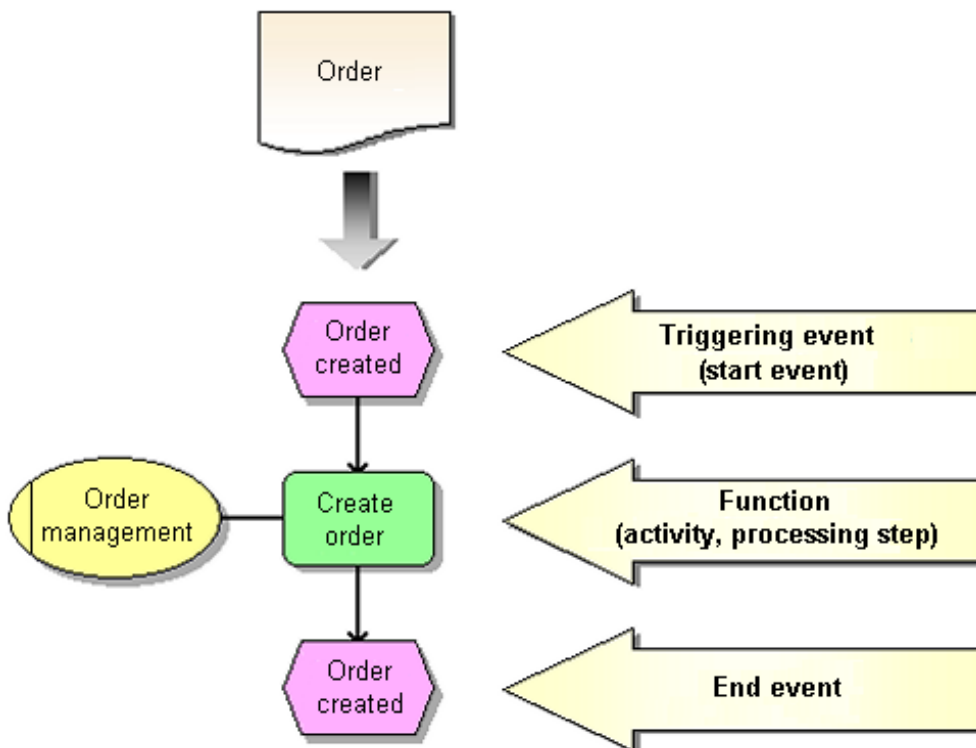 Order
Order
created
Triggering event
(start event)
Order
management
Create
order
Function
(activity, processing step)
Order
created
End event